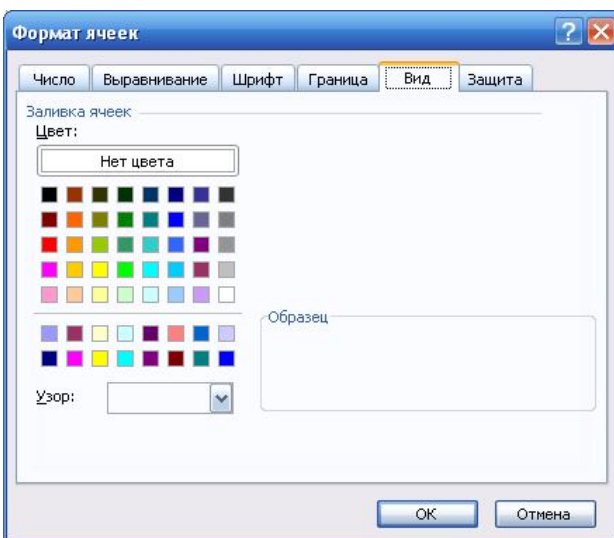 Формат ячеек
Число Выравнивание Шрифт Граница Вид Защита
Заливка ячеек
Цвет:
Нет цвета
Образец
Узор:
ОК Отмена